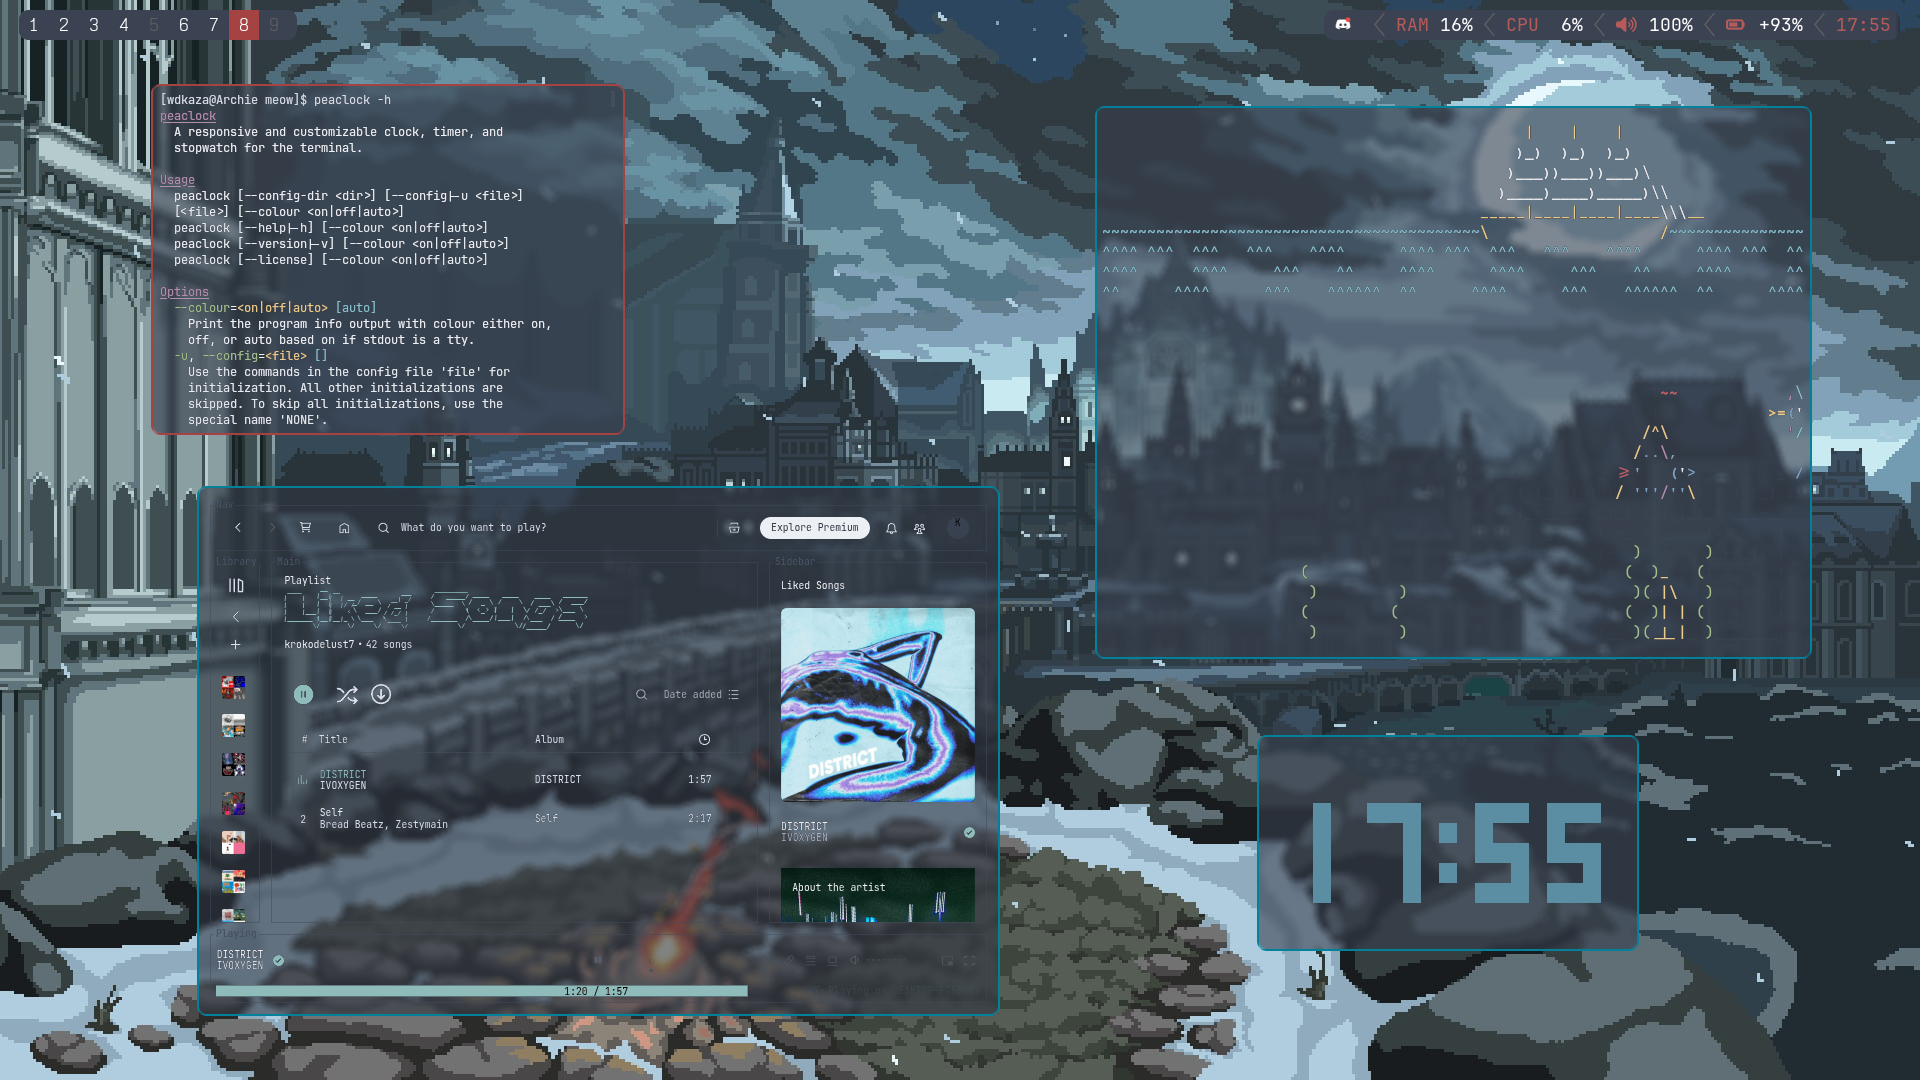 1 2 3 4 5 6 7 8 9
RAM 16% CPU 6% 100% +93% 17:55
[wdkaza@Archie meow]$ peaclock -h
peaclock
A responsive and customizable clock, timer, and
stopwatch for the terminal.
Usage
peaclock [--config-dir <dir>] [--config|-u <file>]
[<file>] [--colour <on|off|auto>]
peaclock [--help|-h] [--colour <on|off|auto>]
peaclock [--version|-v] [--colour <on|off|auto>]
peaclock [--license] [--colour <on|off|auto>]
Options
--colour=<on|off|auto> [auto]
Print the program info output with colour either on,
off, or auto based on if stdout is a tty.
-u, --config=<file> []
Use the commands in the config file 'file' for
initialization. All other initializations are
skipped. To skip all initializations, use the
special name 'NONE'.
Nav
What do you want to play?
Explore Premium
K
Library
Main
Playlist
krokodelust7 • 42 songs
Date added
# Title Album
DISTRICT DISTRICT 1:57
IVOXYGEN
2 Self Self 2:17
Bread Beatz, Zestymain
Sidebar
Liked Songs
DISTRICT
DISTRICT
IVOXYGEN
About the artist
Playing
DISTRICT
IVOXYGEN
1:20 / 1:57
17:55